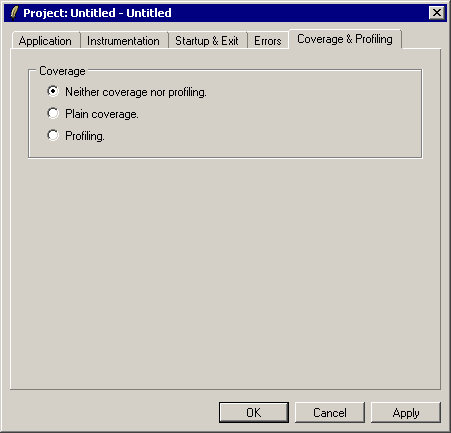 Project: Untitled - Untitled
Application Instrumentation Startup & Exit Errors Coverage & Profiling
Coverage
Neither coverage nor profiling.
Plain coverage.
Profiling.
OK Cancel Apply